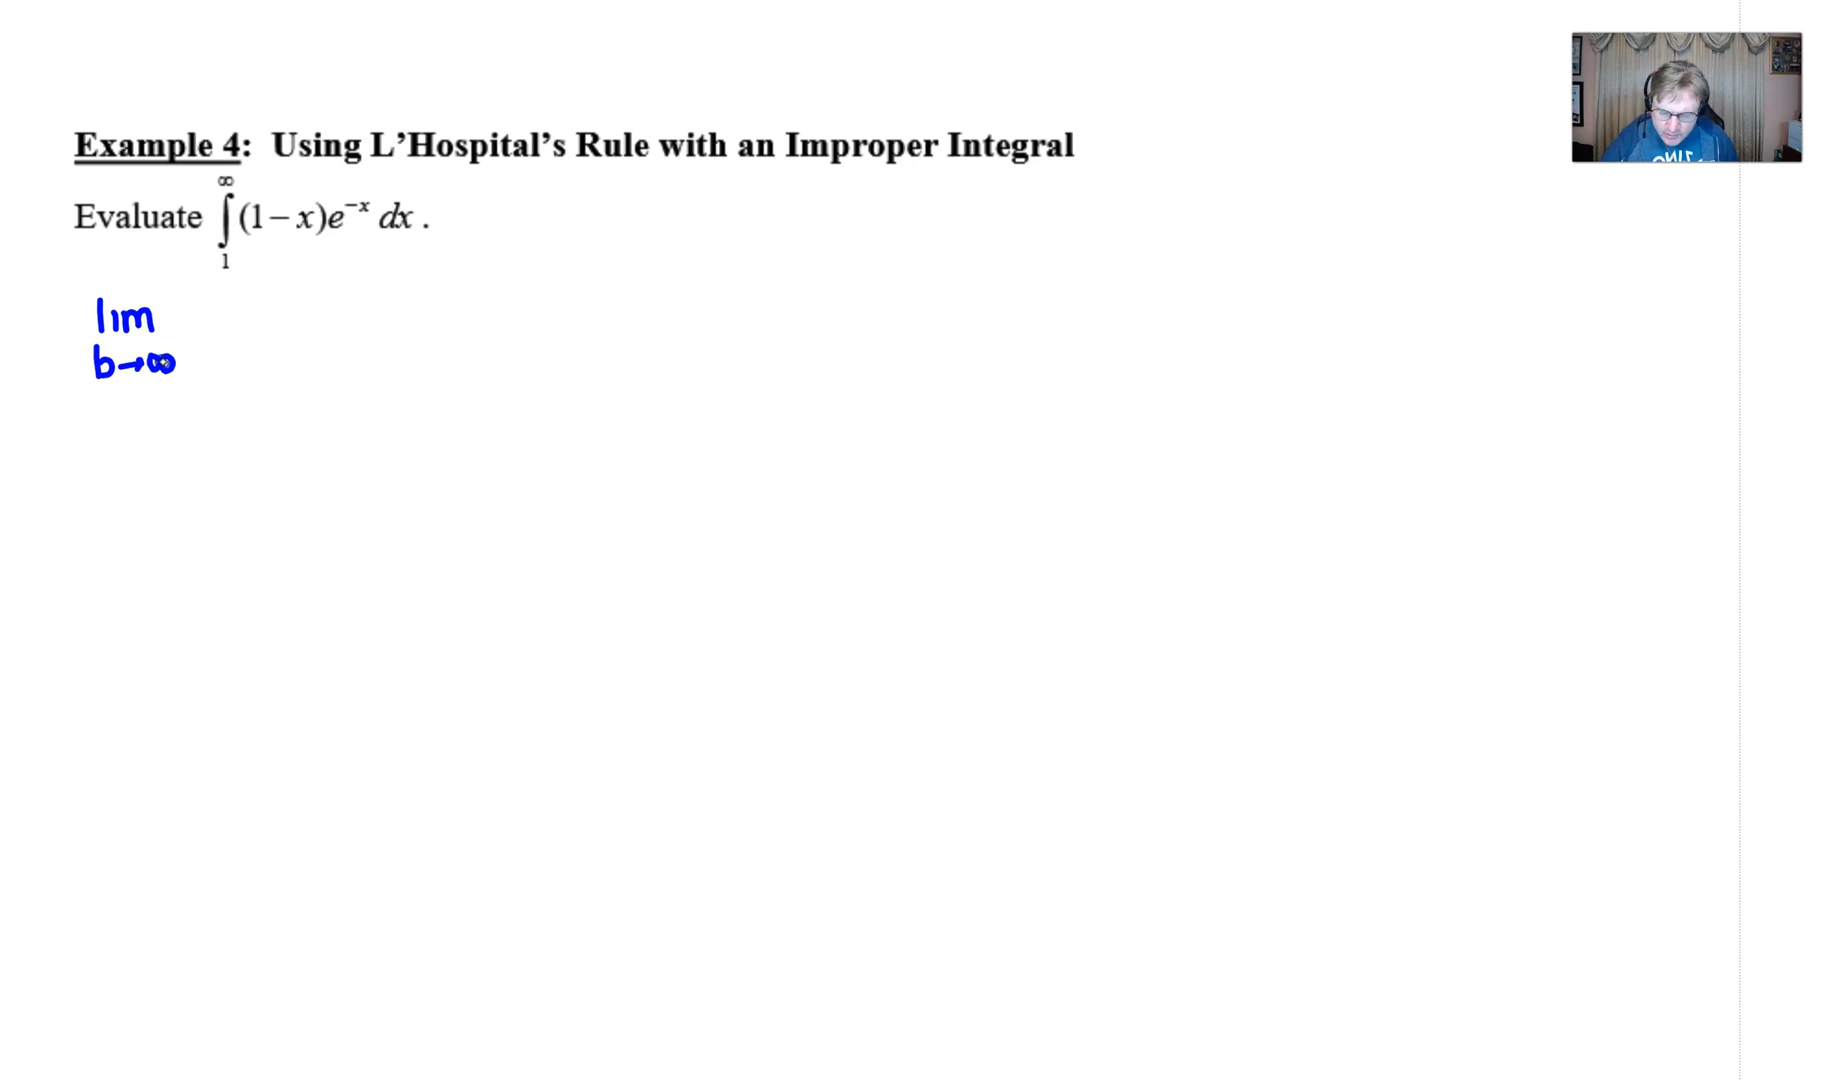 Example 4: Using L’Hospital’s Rule with an Improper Integral
∞
Evaluate ∫(1−x)e⁻ˣ dx .
1
lim
b→∞